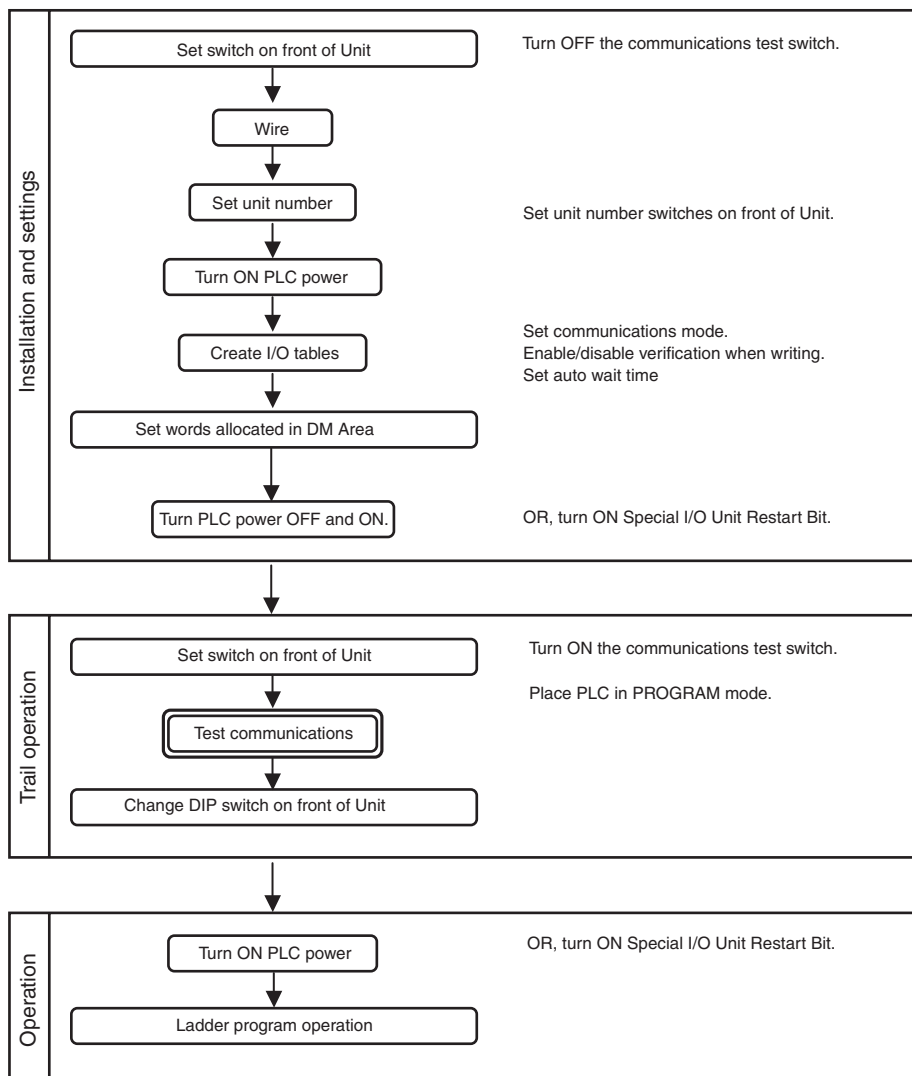 Installation and settings
Set switch on front of Unit
Turn OFF the communications test switch.
Wire
Set unit number
Set unit number switches on front of Unit.
Turn ON PLC power
Create I/O tables
Set communications mode.
Enable/disable verification when writing.
Set auto wait time
Set words allocated in DM Area
Turn PLC power OFF and ON.
OR, turn ON Special I/O Unit Restart Bit.
Trail operation
Set switch on front of Unit
Turn ON the communications test switch.
Place PLC in PROGRAM mode.
Test communications
Change DIP switch on front of Unit
Operation
Turn ON PLC power
OR, turn ON Special I/O Unit Restart Bit.
Ladder program operation